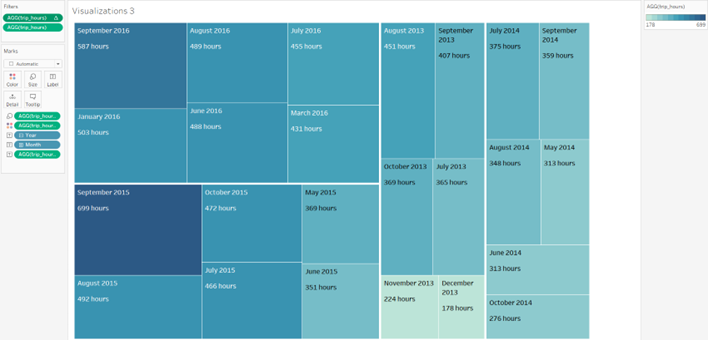 Filters
AGG(trip_hours)
AGG(trip_hours)
Marks
Automatic
Color
Size
Label
Detail
Tooltip
AGG(trip_hour..
AGG(trip_hour..
Year
Month
AGG(trip_hour..
Visualizations 3
September 2016
587 hours
January 2016
503 hours
August 2016
489 hours
June 2016
488 hours
July 2016
455 hours
March 2016
431 hours
September 2015
699 hours
August 2015
492 hours
October 2015
472 hours
July 2015
466 hours
May 2015
369 hours
June 2015
351 hours
August 2013
451 hours
September
2013
407 hours
October 2013
369 hours
July 2013
365 hours
November 2013
224 hours
December
2013
178 hours
July 2014
375 hours
September
2014
359 hours
August 2014
348 hours
May 2014
313 hours
June 2014
313 hours
October 2014
276 hours
AGG(trip_hours)
178
699